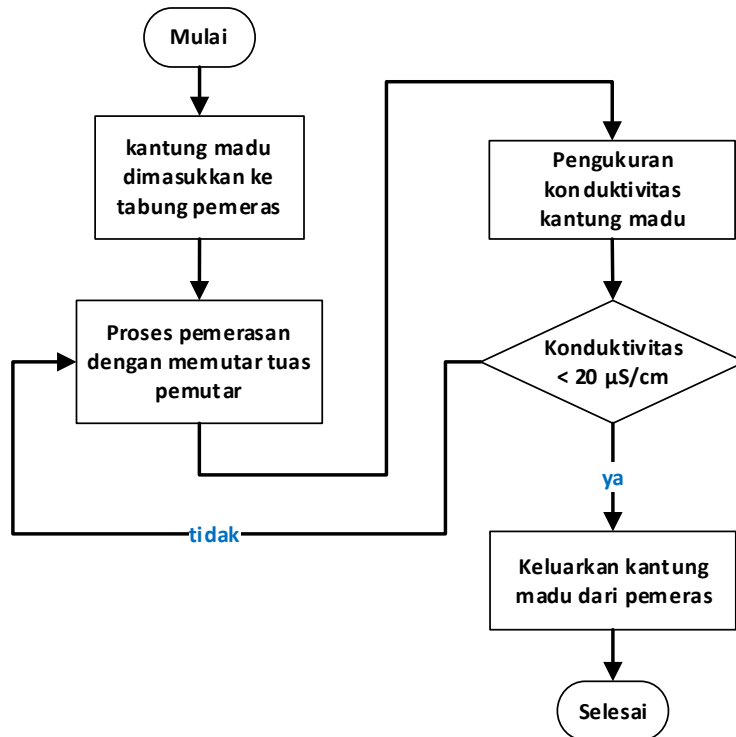 Mulai
kantung madu
dimasukkan ke
tabung pemeras
Proses pemerasan
dengan memutar tuas
pemutar
Pengukuran
konduktivitas
kantung madu
Konduktivitas
< 20 µS/cm
tidak
ya
Keluarkan kantung
madu dari pemeras
Selesai